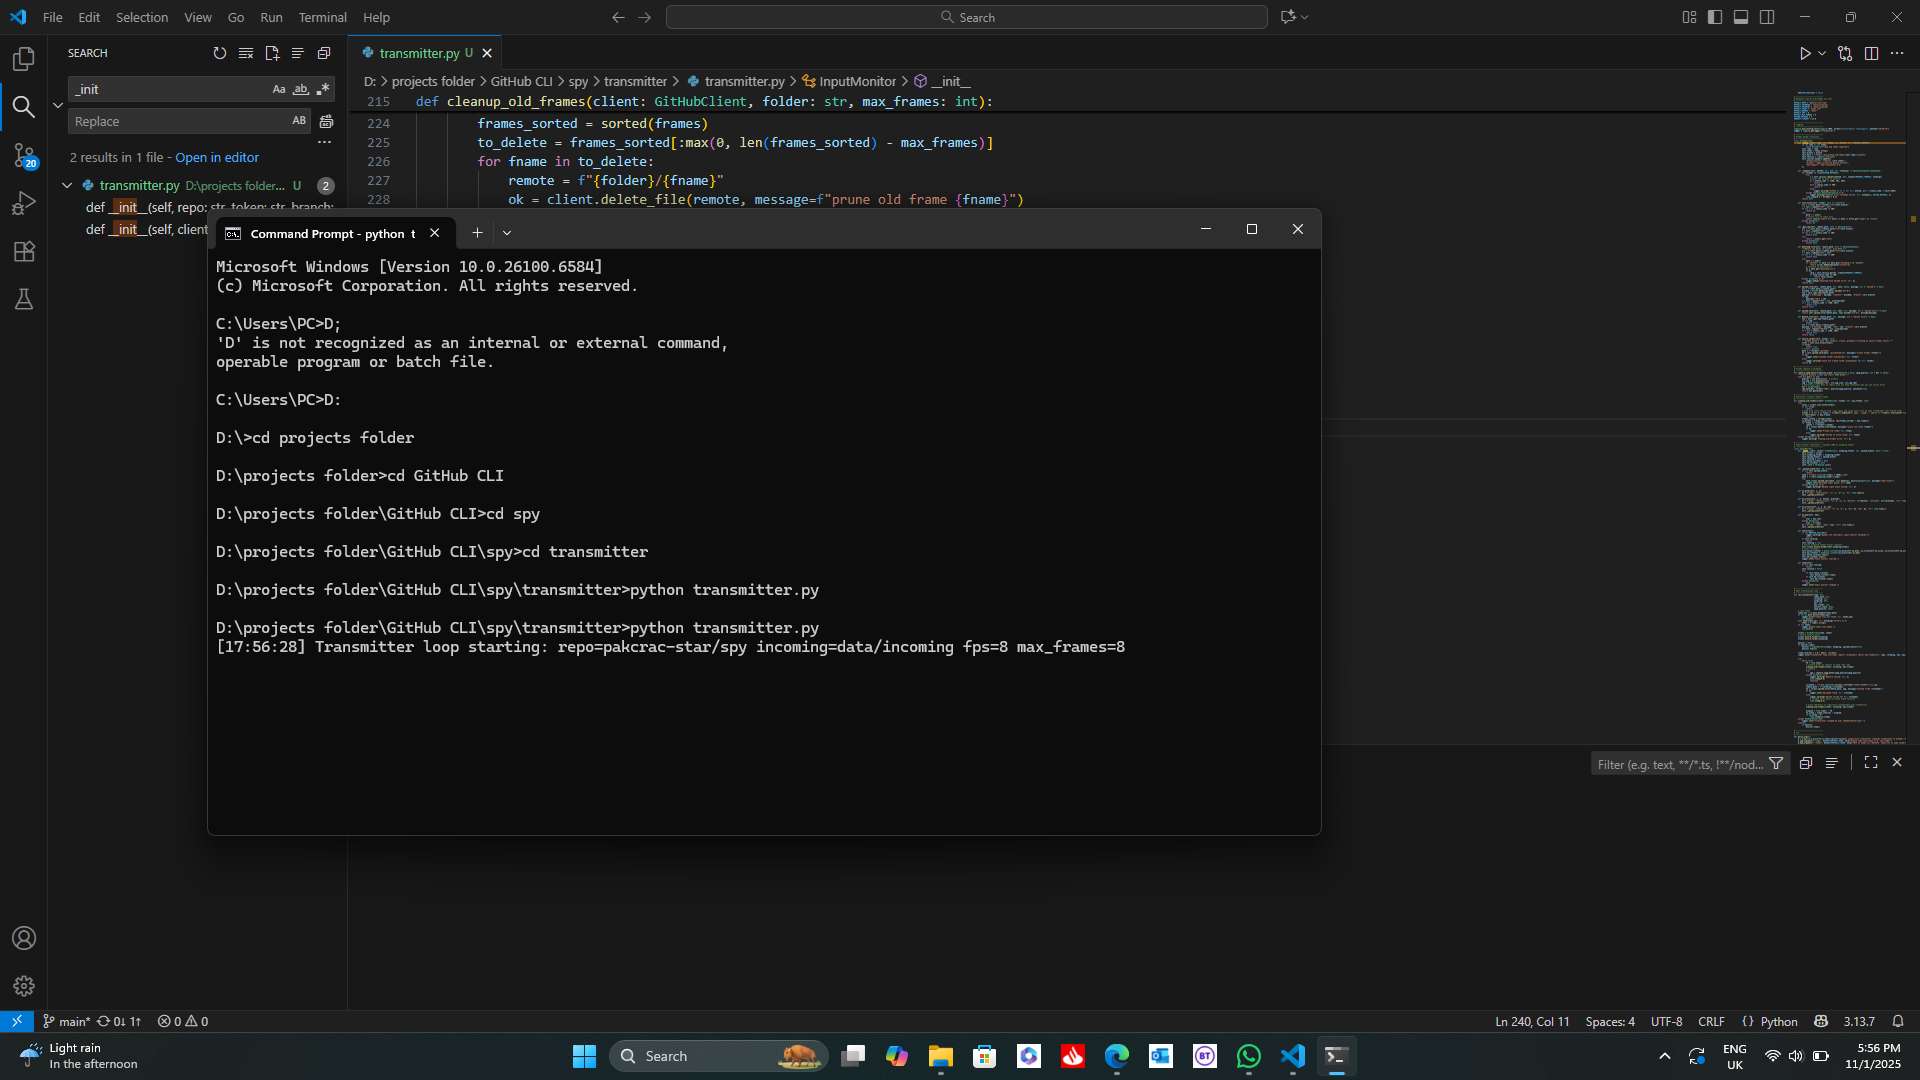 File Edit Selection View Go Run Terminal Help
Search
SEARCH
_init
Aa ab .*
Replace
AB
2 results in 1 file - Open in editor
transmitter.py D:\projects folder... U 2
def __init__(self, repo: str, token: str, branch:
def __init__(self, client
20
transmitter.py U
D: > projects folder > GitHub CLI > spy > transmitter > transmitter.py > InputMonitor > __init__
215 def cleanup_old_frames(client: GitHubClient, folder: str, max_frames: int):
224 frames_sorted = sorted(frames)
225 to_delete = frames_sorted[:max(0, len(frames_sorted) - max_frames)]
226 for fname in to_delete:
227 remote = f"{folder}/{fname}"
228 ok = client.delete_file(remote, message=f"prune old frame {fname}")
Command Prompt - python t
Microsoft Windows [Version 10.0.26100.6584]
(c) Microsoft Corporation. All rights reserved.
C:\Users\PC>D;
'D' is not recognized as an internal or external command,
operable program or batch file.
C:\Users\PC>D:
D:\>cd projects folder
D:\projects folder>cd GitHub CLI
D:\projects folder\GitHub CLI>cd spy
D:\projects folder\GitHub CLI\spy>cd transmitter
D:\projects folder\GitHub CLI\spy\transmitter>python transmitter.py
D:\projects folder\GitHub CLI\spy\transmitter>python transmitter.py
[17:56:28] Transmitter loop starting: repo=pakcrac-star/spy incoming=data/incoming fps=8 max_frames=8
Filter (e.g. text, **/*.ts, !**/nod...
main* 0↓ 1↑ 0 0
Ln 240, Col 11 Spaces: 4 UTF-8 CRLF {} Python 3.13.7
Light rain
In the afternoon
Search
BT
ENG
UK
5:56 PM
11/1/2025